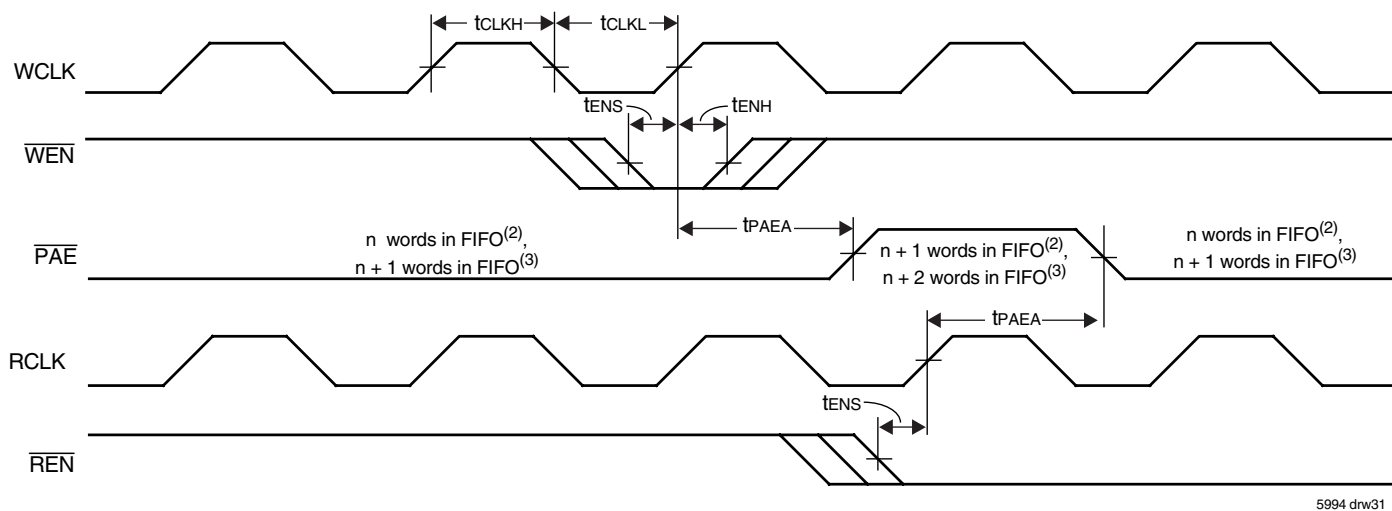 tCLKH tCLKL
WCLK
tENS tENH
WEN
tPAEA
PAE
n words in FIFO(2),
n + 1 words in FIFO(3)
n + 1 words in FIFO(2),
n + 2 words in FIFO(3)
n words in FIFO(2),
n + 1 words in FIFO(3)
tPAEA
RCLK
tENS
REN
5994 drw31